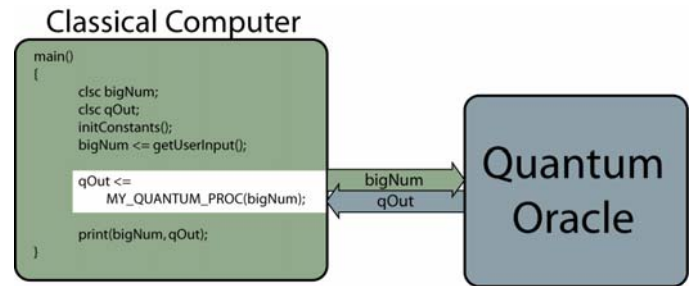 Classical Computer
main()
{
clsc bigNum;
clsc qOut;
initConstants();
bigNum <= getUserInput();
qOut <=
MY_QUANTUM_PROC(bigNum);
print(bigNum, qOut);
}
bigNum
qOut
Quantum
Oracle